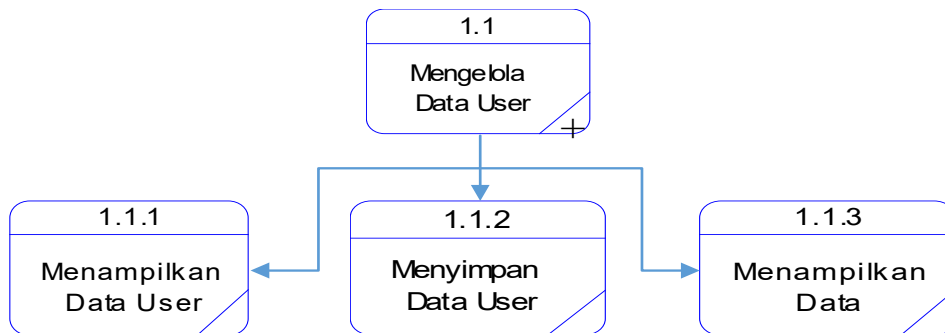 1.1
Mengelola
Data User
1.1.1
Menampilkan
Data User
1.1.2
Menyimpan
Data User
1.1.3
Menampilkan
Data